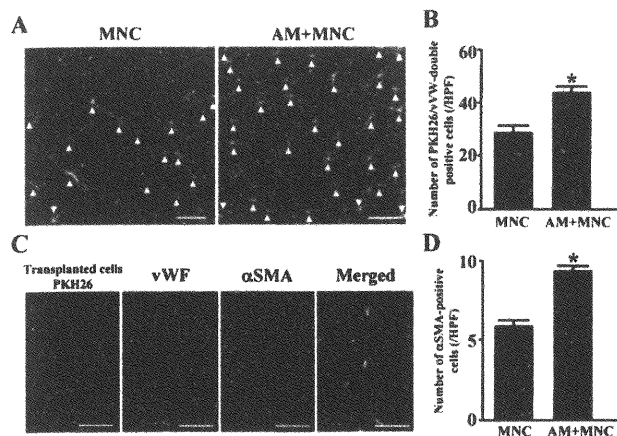 A
MNC
AM+MNC
B
Number of PKH26/vVW-double
positive cells (/HPF)
60
40
20
0
*
MNC
AM+MNC
C
Transplanted cells
PKH26
vWF
αSMA
Merged
D
Number of αSMA-positive
cells (/HPF)
10
5
0
*
MNC
AM+MNC